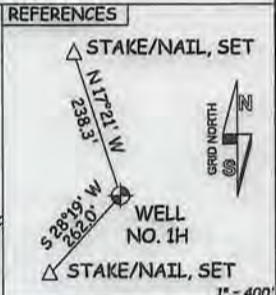 REFERENCES
STAKE/NAIL, SET
N 17°21' W
238.3'
GRID NORTH
N
S
S 28°19' W
262.0'
WELL
NO. 1H
STAKE/NAIL, SET
1" = 400'